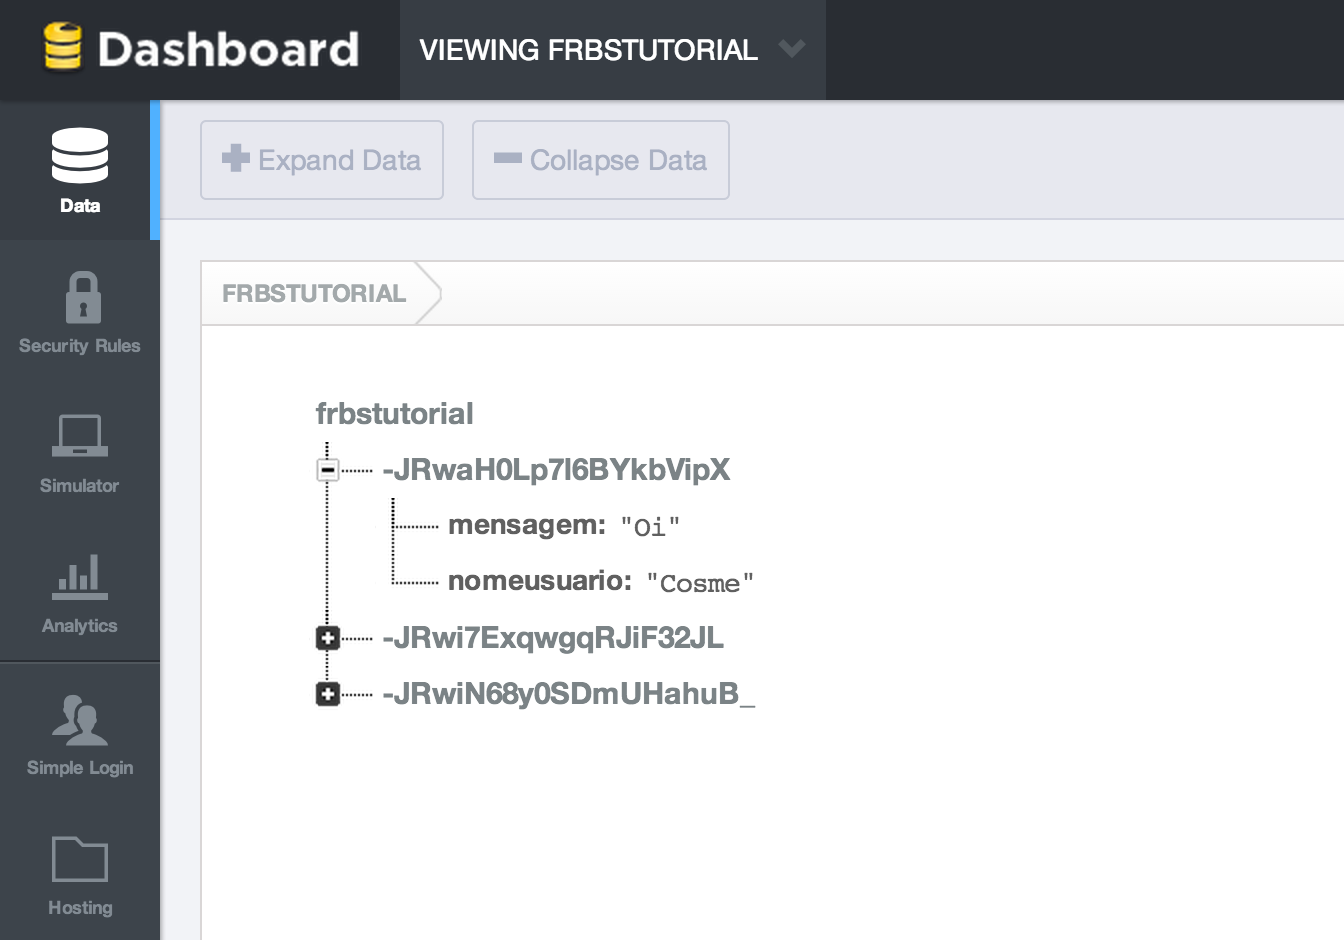 Dashboard
VIEWING FRBSTUTORIAL
Data
Security Rules
Simulator
Analytics
Simple Login
Hosting
Expand Data
Collapse Data
FRBSTUTORIAL
frbstutorial
-JRwaH0Lp7l6BYkbVipX
mensagem: "Oi"
nomeusuario: "Cosme"
-JRwi7ExqwgqRJiF32JL
-JRwiN68y0SDmUHahuB_